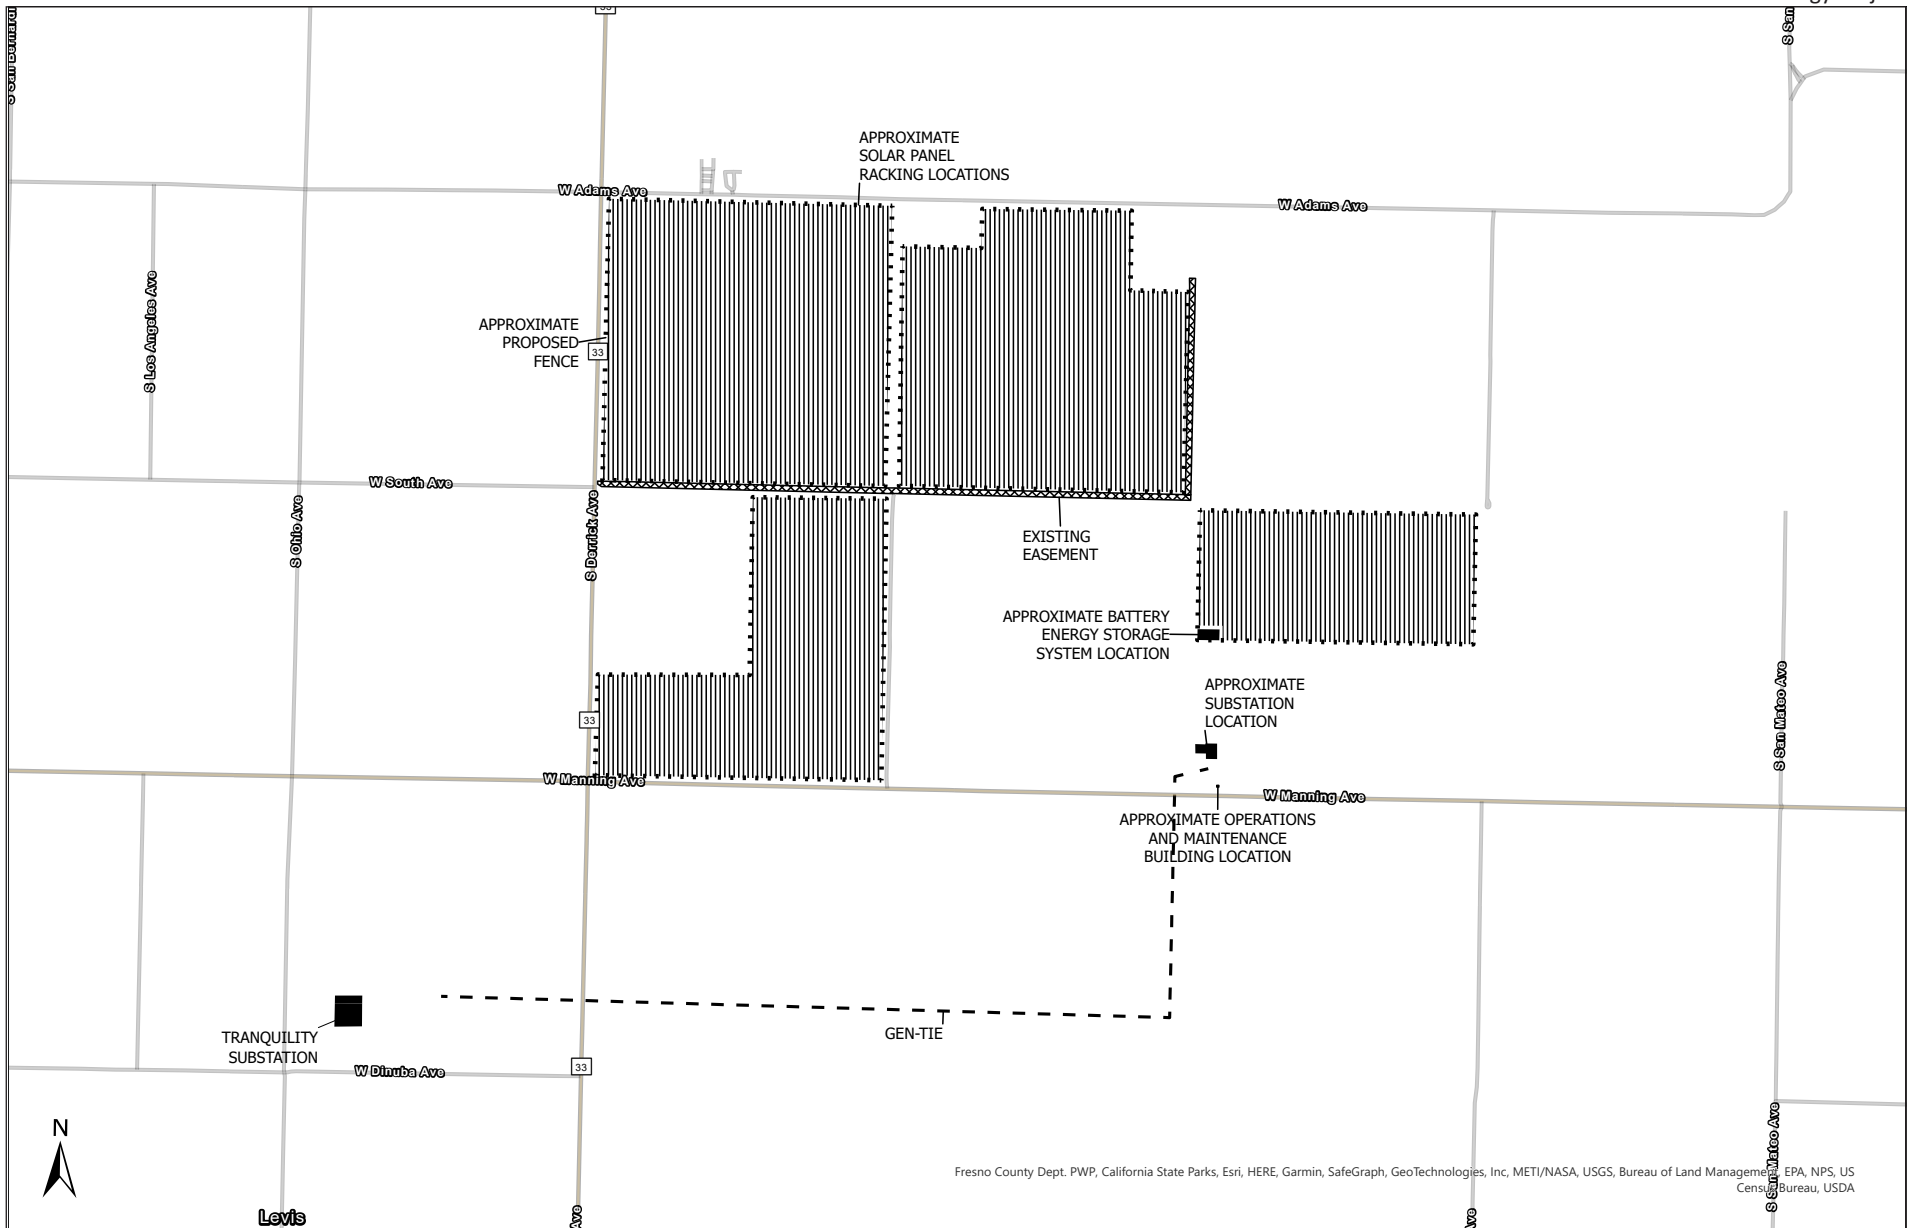 33
S San
W Adams Ave
W Adams Ave
APPROXIMATE
SOLAR PANEL
RACKING LOCATIONS
S Los Angeles Ave
APPROXIMATE
PROPOSED
FENCE
33
W South Ave
S Ohio Ave
S Derrick Ave
EXISTING
EASEMENT
APPROXIMATE BATTERY
ENERGY STORAGE
SYSTEM LOCATION
APPROXIMATE
SUBSTATION
LOCATION
S San Mateo Ave
33
W Manning Ave
W Manning Ave
APPROXIMATE OPERATIONS
AND MAINTENANCE
BUILDING LOCATION
TRANQUILITY
SUBSTATION
GEN-TIE
33
W Dinuba Ave
N
S San Mateo Ave
Fresno County Dept. PWP, California State Parks, Esri, HERE, Garmin, SafeGraph, GeoTechnologies, Inc, METI/NASA, USGS, Bureau of Land Management, EPA, NPS, US
Census Bureau, USDA
Levis
Ave
Ave